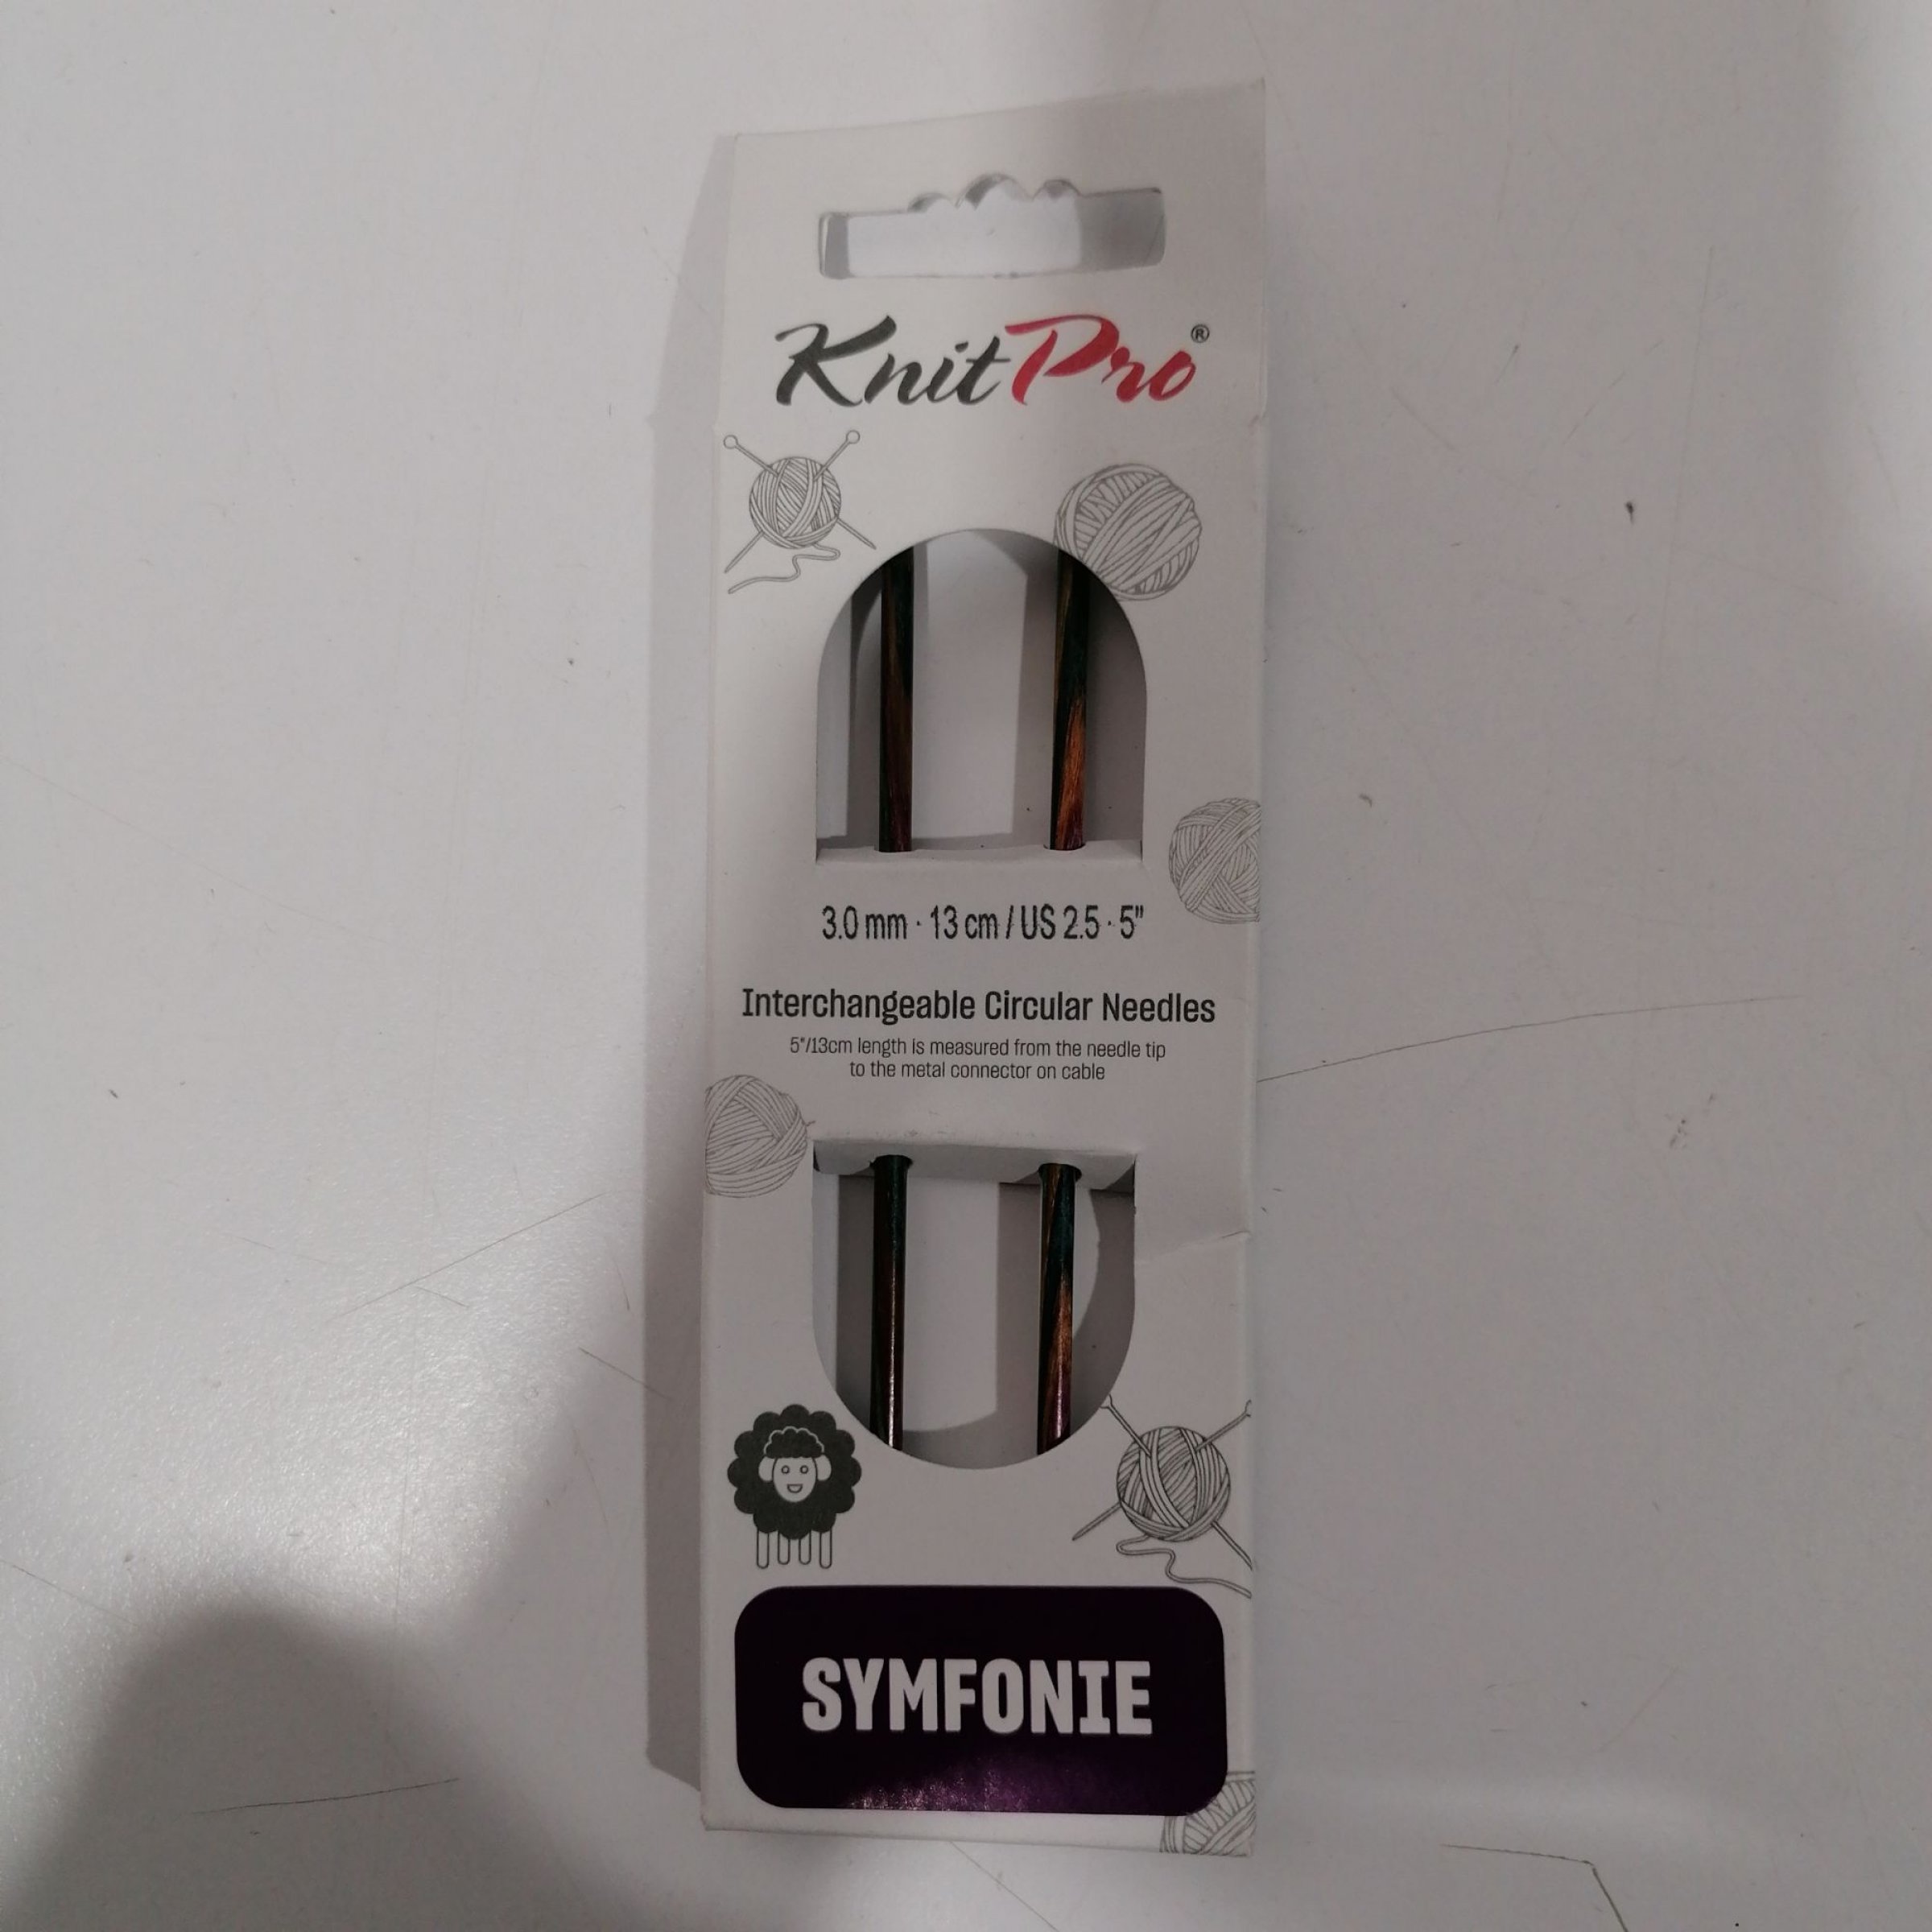 KnitPro®
3.0 mm · 13 cm / US 2.5 · 5"
Interchangeable Circular Needles
5"/13cm length is measured from the needle tip
to the metal connector on cable
SYMFONIE